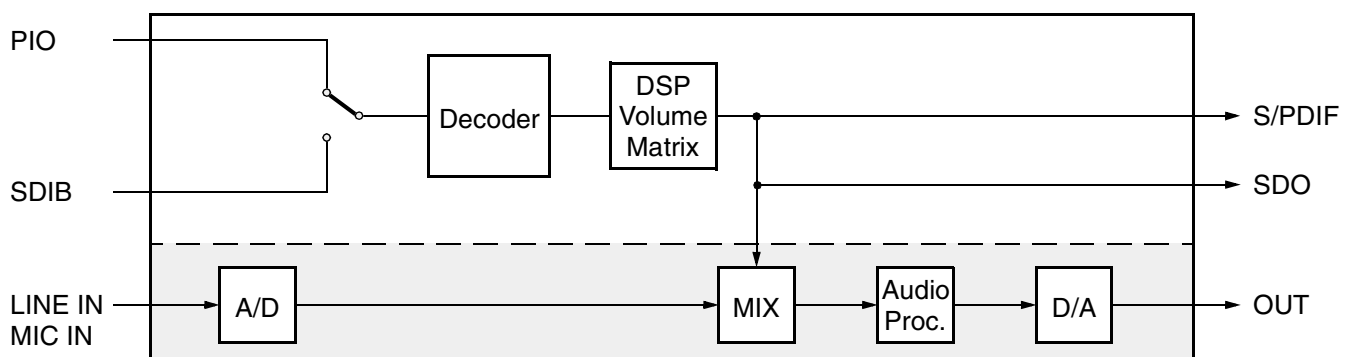 PIO
SDIB
Decoder
DSP
Volume
Matrix
S/PDIF
SDO
LINE IN
MIC IN
A/D
MIX
Audio
Proc.
D/A
OUT